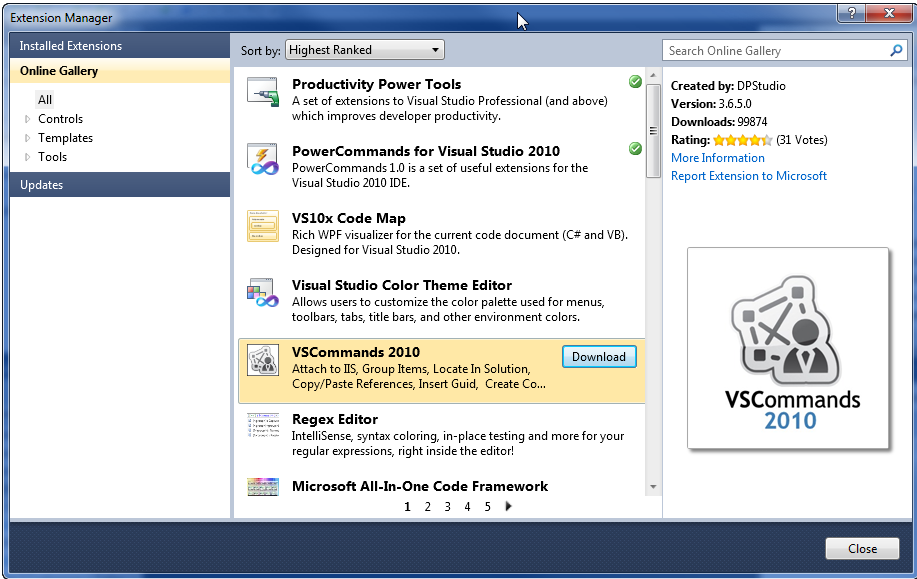 Extension Manager
Installed Extensions
Online Gallery
All
Controls
Templates
Tools
Updates
Sort by: Highest Ranked
Search Online Gallery
Productivity Power Tools
A set of extensions to Visual Studio Professional (and above)
which improves developer productivity.
PowerCommands for Visual Studio 2010
PowerCommands 1.0 is a set of useful extensions for the
Visual Studio 2010 IDE.
VS10x Code Map
Rich WPF visualizer for the current code document (C# and VB).
Designed for Visual Studio 2010.
Visual Studio Color Theme Editor
Allows users to customize the color palette used for menus,
toolbars, tabs, title bars, and other environment colors.
VSCommands 2010
Download
Attach to IIS, Group Items, Locate In Solution,
Copy/Paste References, Insert Guid, Create Co...
Regex Editor
IntelliSense, syntax coloring, in-place testing and more for your
regular expressions, right inside the editor!
Microsoft All-In-One Code Framework
1 2 3 4 5
Created by: DPStudio
Version: 3.6.5.0
Downloads: 99874
Rating: (31 Votes)
More Information
Report Extension to Microsoft
VSCommands
2010
Close